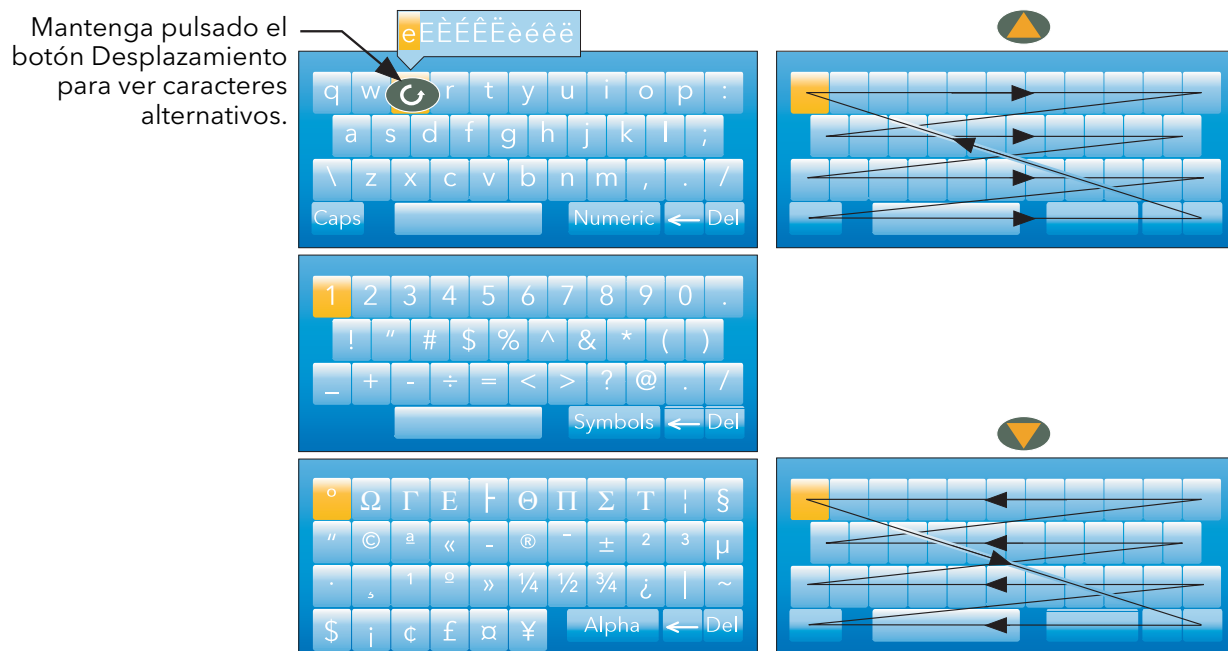 Mantenga pulsado el
botón Desplazamiento
para ver caracteres
alternativos.
eEÈÉÊËèéêë
q w r t y u i o p :
a s d f g h j k l ;
\ z x c v b n m , . /
Caps Numeric ← Del
1 2 3 4 5 6 7 8 9 0 .
! " # $ % ^ & * ( )
_ + - ÷ = < > ? @ . /
Symbols ← Del
º Ω Γ Ε ├ Θ Π Σ Τ ¦ §
" © ª « - ® ¯ ± ² ³ µ
· ¸ ¹ º » ¼ ½ ¾ ¿ | ~
$ ¡ ¢ £ ¤ ¥ Alpha ← Del